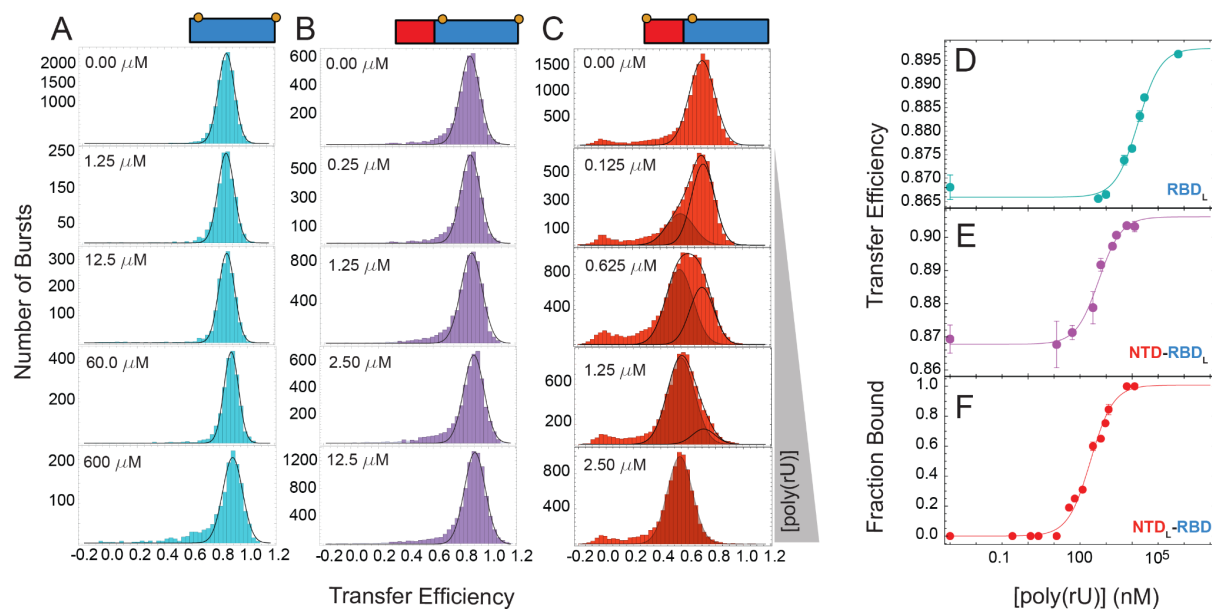 A
B
C
D
E
F
Number of Bursts
Transfer Efficiency
0.00 μM
2000
1500
1000
1.25 μM
250
150
50
12.5 μM
300
200
100
60.0 μM
400
200
600 μM
200
100
-0.2 0.0 0.2 0.4 0.6 0.8 1.0 1.2
0.00 μM
600
400
200
0.25 μM
500
300
100
1.25 μM
800
400
2.50 μM
600
400
200
12.5 μM
1200
800
400
-0.2 0.0 0.2 0.4 0.6 0.8 1.0 1.2
0.00 μM
1500
1000
500
0.125 μM
500
300
100
0.625 μM
800
400
1.25 μM
800
400
2.50 μM
800
400
-0.2 0.0 0.2 0.4 0.6 0.8 1.0 1.2
[poly(rU)]
Transfer Efficiency
0.895
0.890
0.885
0.880
0.875
0.870
0.865
RBDL
0.90
0.89
0.88
0.87
0.86
NTD-RBDL
Fraction Bound
1.0
0.8
0.6
0.4
0.2
0.0
NTDL-RBD
0.1 100 10⁵
[poly(rU)] (nM)